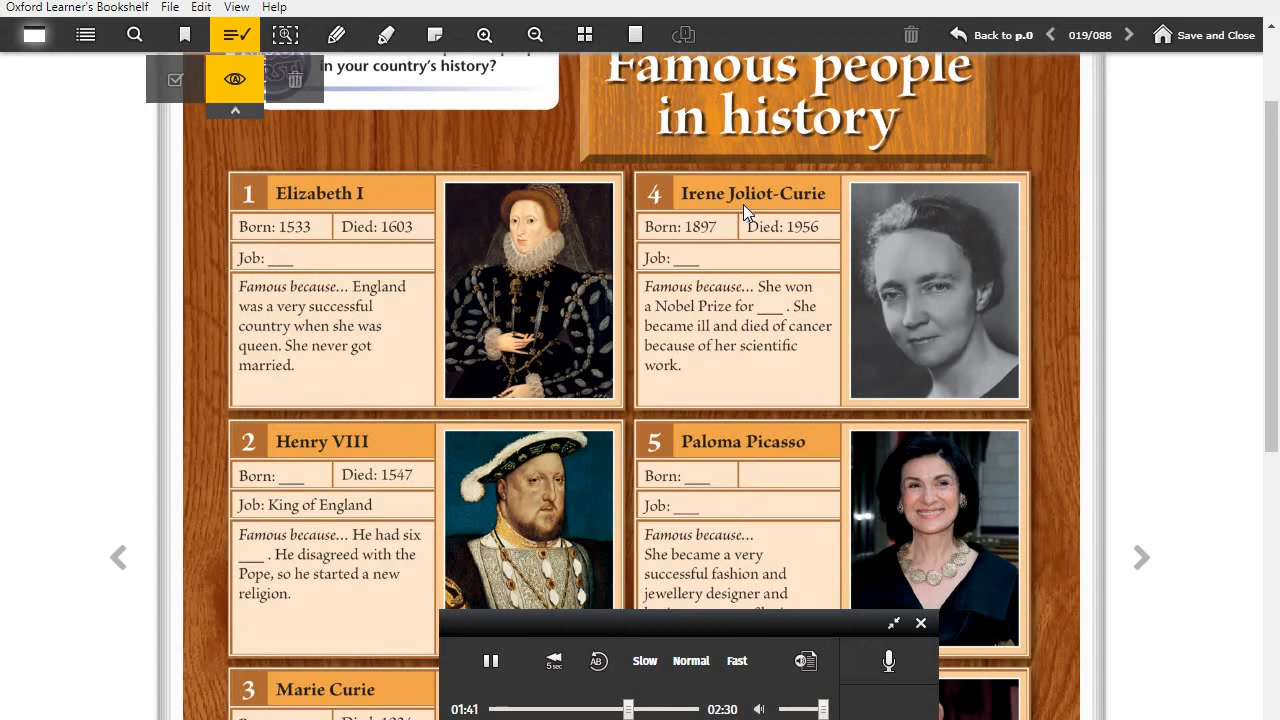 Oxford Learner's Bookshelf File Edit View Help
Back to p.0 019/088 Save and Close
in your country's history?
Famous people
in history
1 Elizabeth I
Born: 1533 Died: 1603
Job: ___
Famous because... England
was a very successful
country when she was
queen. She never got
married.
4 Irene Joliot-Curie
Born: 1897 Died: 1956
Job: ___
Famous because... She won
a Nobel Prize for ___ . She
became ill and died of cancer
because of her scientific
work.
2 Henry VIII
Born: ___ Died: 1547
Job: King of England
Famous because... He had six
___ . He disagreed with the
Pope, so he started a new
religion.
5 Paloma Picasso
Born: ___
Job: ___
Famous because...
She became a very
successful fashion and
jewellery designer and
3 Marie Curie
5 sec AB Slow Normal Fast
01:41 02:30